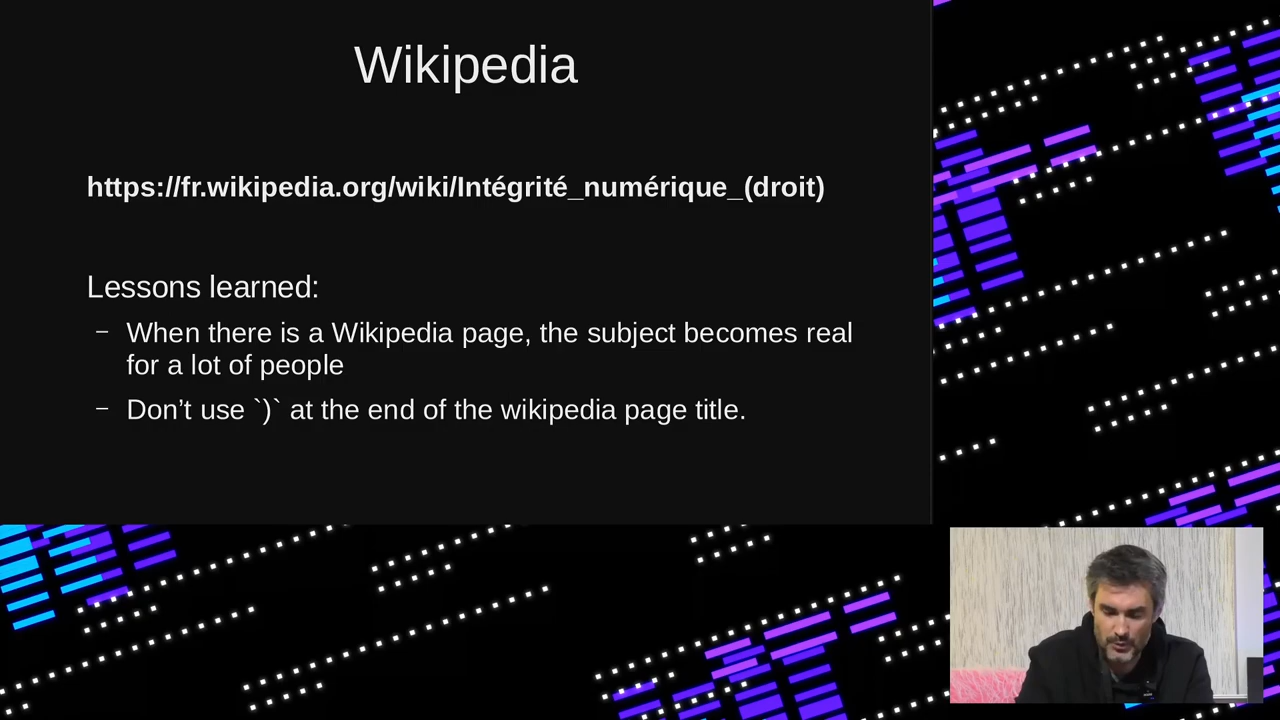 Wikipedia
https://fr.wikipedia.org/wiki/Intégrité_numérique_(droit)
Lessons learned:
– When there is a Wikipedia page, the subject becomes real
for a lot of people
– Don’t use `)` at the end of the wikipedia page title.